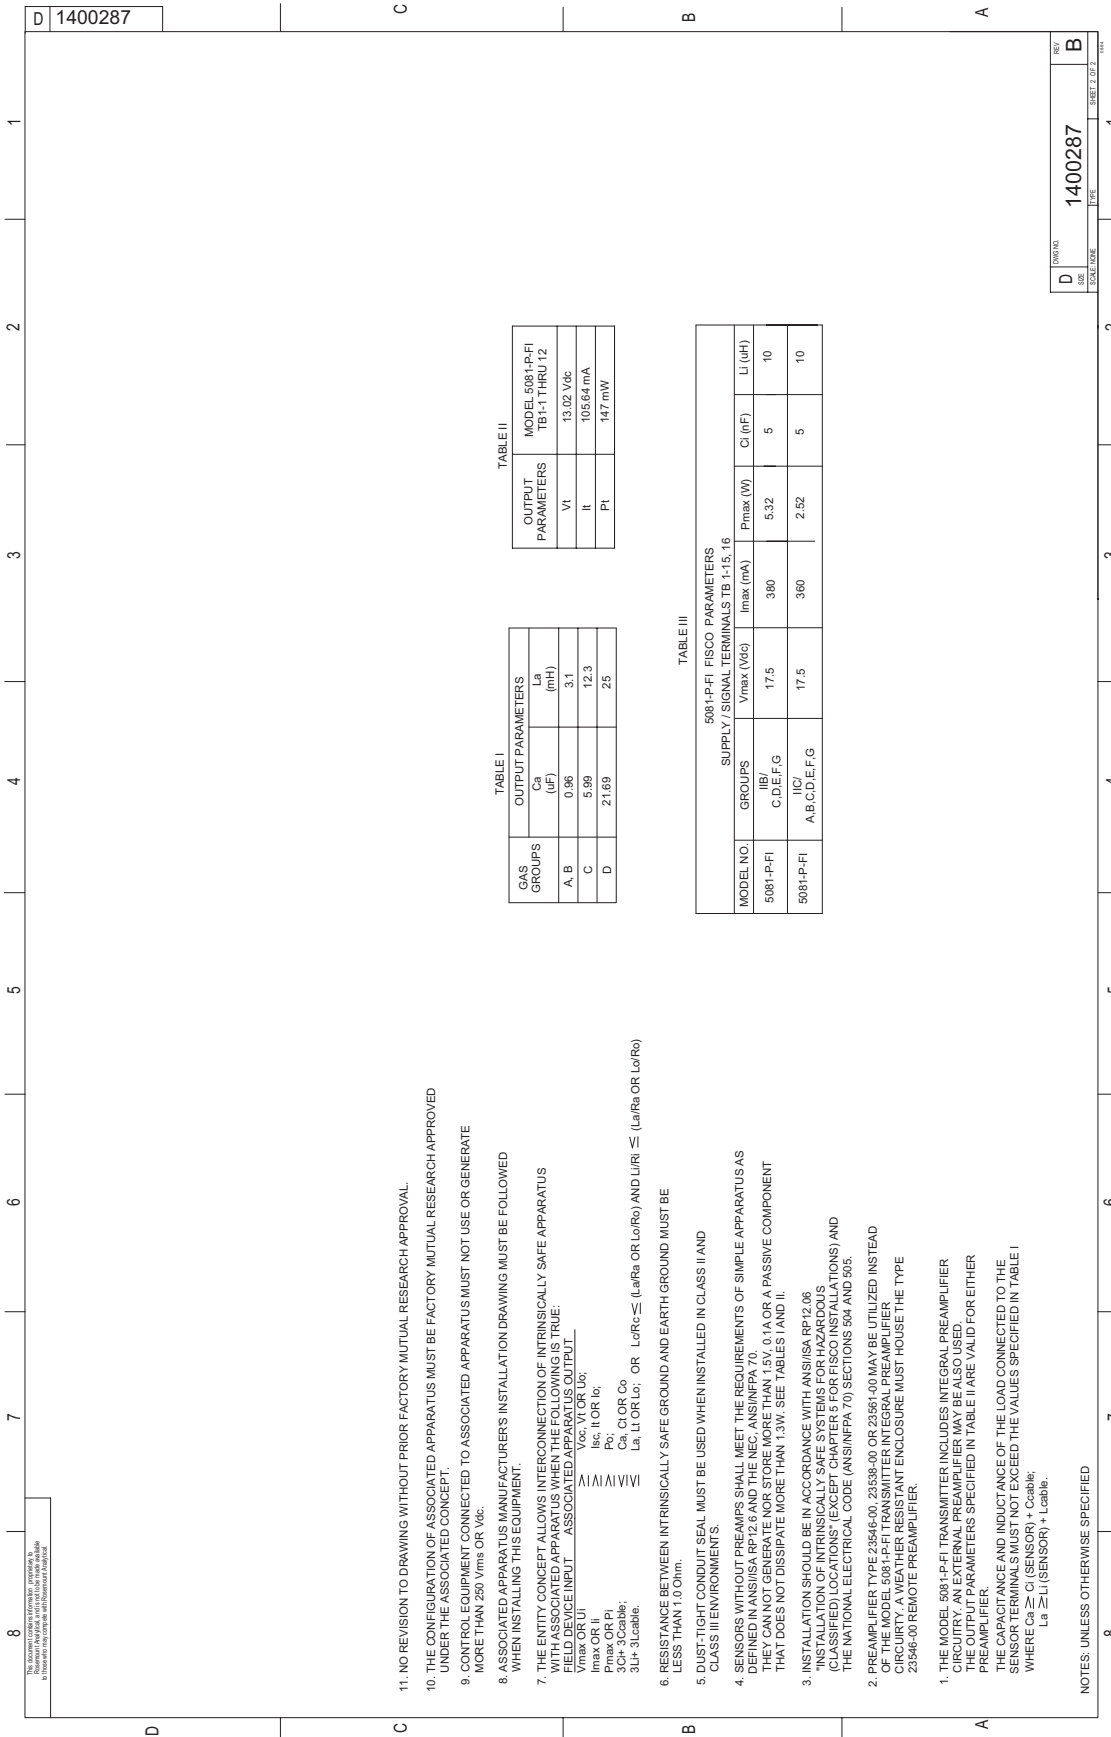 D 1400287
This document contains information proprietary to
Rosemount Analytical, and is not to be made available
to those who may compete with Rosemount Analytical.
8 7 6 5 4 3 2 1
D
C
B
A
11. NO REVISION TO DRAWING WITHOUT PRIOR FACTORY MUTUAL RESEARCH APPROVAL.
10. THE CONFIGURATION OF ASSOCIATED APPARATUS MUST BE FACTORY MUTUAL RESEARCH APPROVED
UNDER THE ASSOCIATED CONCEPT.
9. CONTROL EQUIPMENT CONNECTED TO ASSOCIATED APPARATUS MUST NOT USE OR GENERATE
MORE THAN 250 Vrms OR Vdc.
8. ASSOCIATED APPARATUS MANUFACTURER'S INSTALLATION DRAWING MUST BE FOLLOWED
WHEN INSTALLING THIS EQUIPMENT.
7. THE ENTITY CONCEPT ALLOWS INTERCONNECTION OF INTRINSICALLY SAFE APPARATUS
WITH ASSOCIATED APPARATUS WHEN THE FOLLOWING IS TRUE:
FIELD DEVICE INPUT ASSOCIATED APPARATUS OUTPUT
Vmax OR Ui ≥ Voc, Vt OR Uo;
Imax OR Ii ≥ Isc, It OR Io;
Pmax OR Pi ≥ Po;
3Ci+ 3Ccable; ≤ Ca, Ct OR Co
3Li+ 3Lcable. ≤ La, Lt OR Lo; OR Lc/Rc ≤ (La/Ra OR Lo/Ro) AND Li/Ri ≤ (La/Ra OR Lo/Ro)
6. RESISTANCE BETWEEN INTRINSICALLY SAFE GROUND AND EARTH GROUND MUST BE
LESS THAN 1.0 Ohm.
5. DUST-TIGHT CONDUIT SEAL MUST BE USED WHEN INSTALLED IN CLASS II AND
CLASS III ENVIRONMENTS.
4. SENSORS WITHOUT PREAMPS SHALL MEET THE REQUIREMENTS OF SIMPLE APPARATUS AS
DEFINED IN ANSI/ISA RP12.6 AND THE NEC, ANSI/NFPA 70.
THEY CAN NOT GENERATE NOR STORE MORE THAN 1.5V, 0.1A OR A PASSIVE COMPONENT
THAT DOES NOT DISSIPATE MORE THAN 1.3W. SEE TABLES I AND II.
3. INSTALLATION SHOULD BE IN ACCORDANCE WITH ANSI/ISA RP12.06
"INSTALLATION OF INTRINSICALLY SAFE SYSTEMS FOR HAZARDOUS
(CLASSIFIED) LOCATIONS" (EXCEPT CHAPTER 5 FOR FISCO INSTALLATIONS) AND
THE NATIONAL ELECTRICAL CODE (ANSI/NFPA 70) SECTIONS 504 AND 505.
2. PREAMPLIFIER TYPE 23546-00, 23538-00 OR 23561-00 MAY BE UTILIZED INSTEAD
OF THE MODEL 5081-P-FI TRANSMITTER INTEGRAL PREAMPLIFIER
CIRCUIRTY. A WEATHER RESISTANT ENCLOSURE MUST HOUSE THE TYPE
23546-00 REMOTE PREAMPLIFIER.
1. THE MODEL 5081-P-FI TRANSMITTER INCLUDES INTEGRAL PREAMPLIFIER
CIRCUITRY. AN EXTERNAL PREAMPLIFIER MAY BE ALSO USED.
THE OUTPUT PARAMETERS SPECIFIED IN TABLE II ARE VALID FOR EITHER
PREAMPLIFIER.
THE CAPACITANCE AND INDUCTANCE OF THE LOAD CONNECTED TO THE
SENSOR TERMINALS MUST NOT EXCEED THE VALUES SPECIFIED IN TABLE I
WHERE Ca ≥ Ci (SENSOR) + Ccable;
La ≥ Li (SENSOR) + Lcable.
NOTES: UNLESS OTHERWISE SPECIFIED
TABLE I
GAS GROUPS OUTPUT PARAMETERS
Ca (uF) La (mH)
A, B 0.96 3.1
C 5.99 12.3
D 21.69 25
TABLE II
OUTPUT PARAMETERS MODEL 5081-P-FI TB1-1 THRU 12
Vt 13.02 Vdc
It 105.64 mA
Pt 147 mW
TABLE III
5081-P-FI FISCO PARAMETERS
SUPPLY / SIGNAL TERMINALS TB 1-15, 16
MODEL NO. GROUPS Vmax (Vdc) Imax (mA) Pmax (W) Ci (nF) Li (uH)
5081-P-FI IIB/ C,D,E,F,G 17.5 380 5.32 5 10
5081-P-FI IIC/ A,B,C,D,E,F,G 17.5 360 2.52 5 10
D
C
B
A
8 7 6 5 4 3 2 1
D SIZE
DWG NO. 1400287
REV B
SCALE: NONE TYPE SHEET 2 OF 2